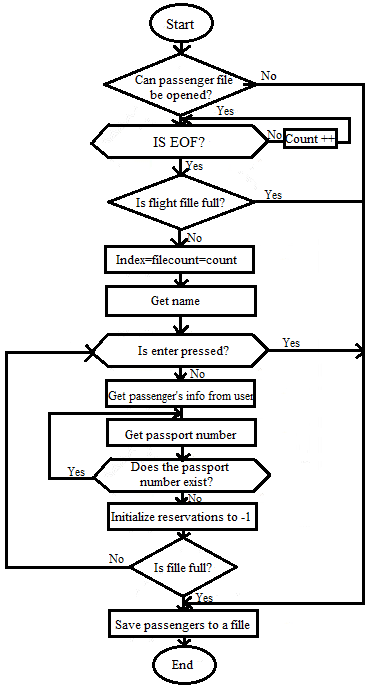 Start
Can passenger file
be opened?
No
Yes
IS EOF?
No
Count ++
Yes
Is flight fille full?
Yes
No
Index=filecount=count
Get name
Is enter pressed?
Yes
No
Get passenger's info from user
Get passport number
Does the passport
number exist?
Yes
No
Initialize reservations to -1
No
Is fille full?
Yes
Save passengers to a fille
End